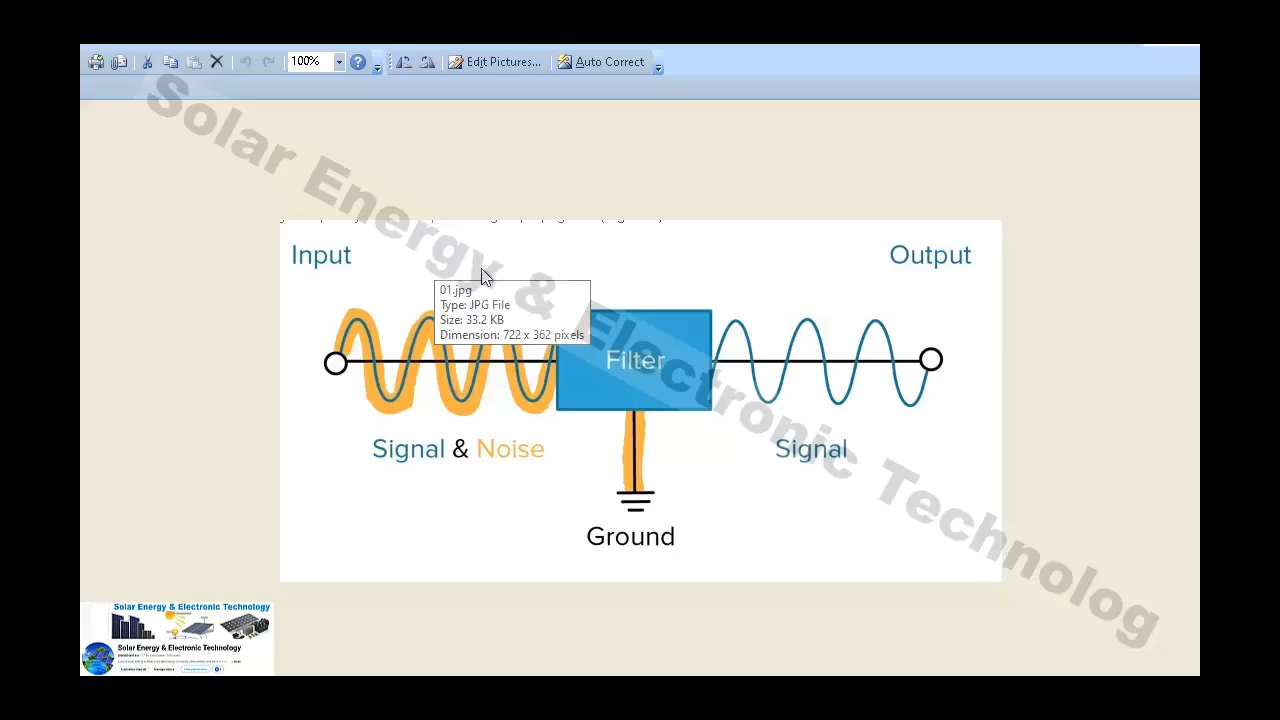 100%
Edit Pictures...
Auto Correct
Solar Energy & Electronic Technolog
Input
Output
01.jpg
Type: JPG File
Size: 33.2 KB
Dimension: 722 x 362 pixels
Filter
Signal & Noise
Signal
Ground
Solar Energy & Electronic Technology
Solar Energy & Electronic Technology